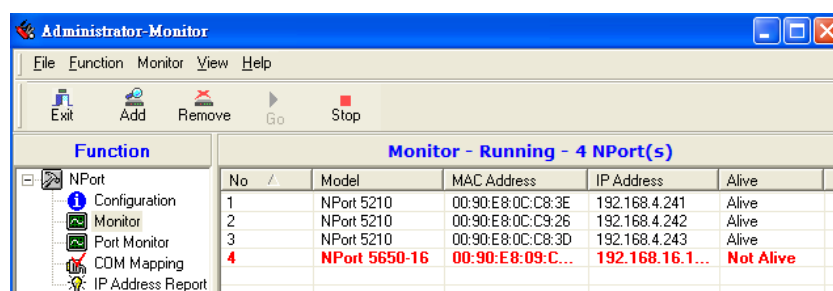 Administrator-Monitor
File Function Monitor View Help
Exit Add Remove Go Stop
Function
Monitor - Running - 4 NPort(s)
NPort
Configuration
Monitor
Port Monitor
COM Mapping
IP Address Report
No Model MAC Address IP Address Alive
1 NPort 5210 00:90:E8:0C:C8:3E 192.168.4.241 Alive
2 NPort 5210 00:90:E8:0C:C9:26 192.168.4.242 Alive
3 NPort 5210 00:90:E8:0C:C8:3D 192.168.4.243 Alive
4 NPort 5650-16 00:90:E8:09:C... 192.168.16.1... Not Alive